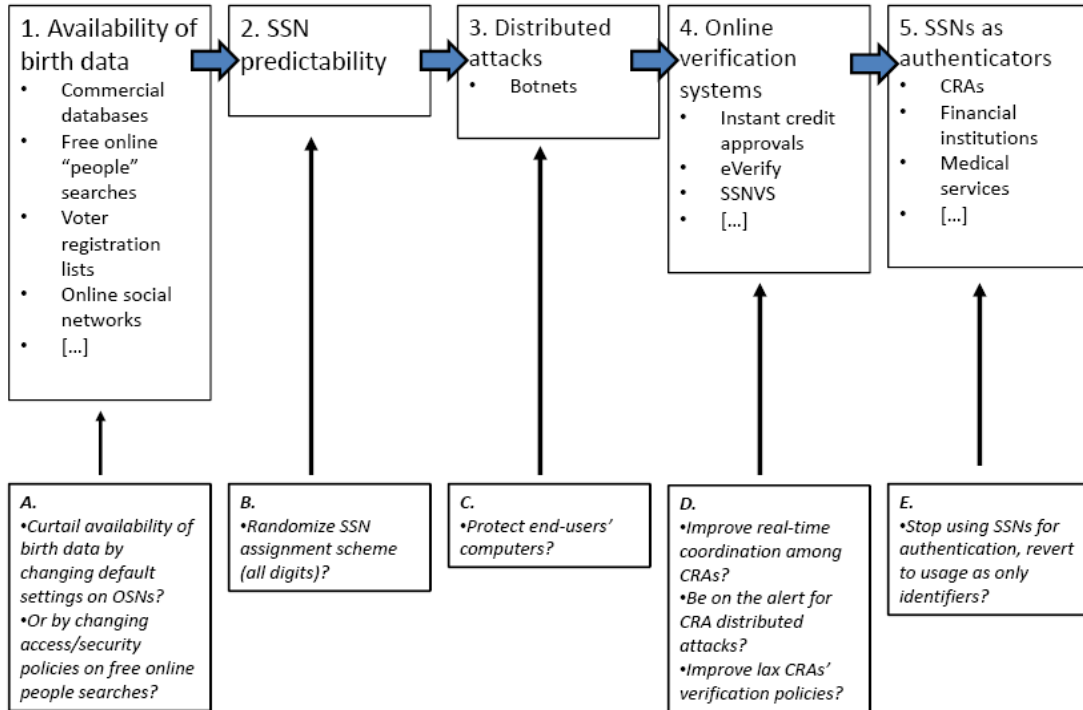 1. Availability of
birth data
• Commercial
databases
• Free online
“people”
searches
• Voter
registration
lists
• Online social
networks
• [...]
2. SSN
predictability
3. Distributed
attacks
• Botnets
4. Online
verification
systems
• Instant credit
approvals
• eVerify
• SSNVS
• [...]
5. SSNs as
authenticators
• CRAs
• Financial
institutions
• Medical
services
• [...]
A.
•Curtail availability of
birth data by
changing default
settings on OSNs?
•Or by changing
access/security
policies on free online
people searches?
B.
•Randomize SSN
assignment scheme
(all digits)?
C.
•Protect end-users’
computers?
D.
•Improve real-time
coordination among
CRAs?
•Be on the alert for
CRA distributed
attacks?
•Improve lax CRAs’
verification policies?
E.
•Stop using SSNs for
authentication, revert
to usage as only
identifiers?